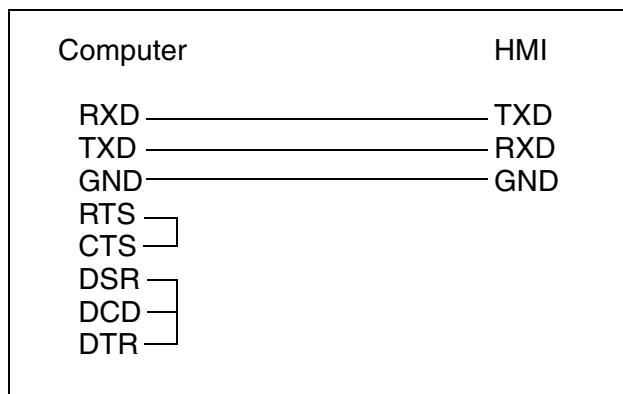 Computer HMI
RXD TXD
TXD RXD
GND GND
RTS
CTS
DSR
DCD
DTR